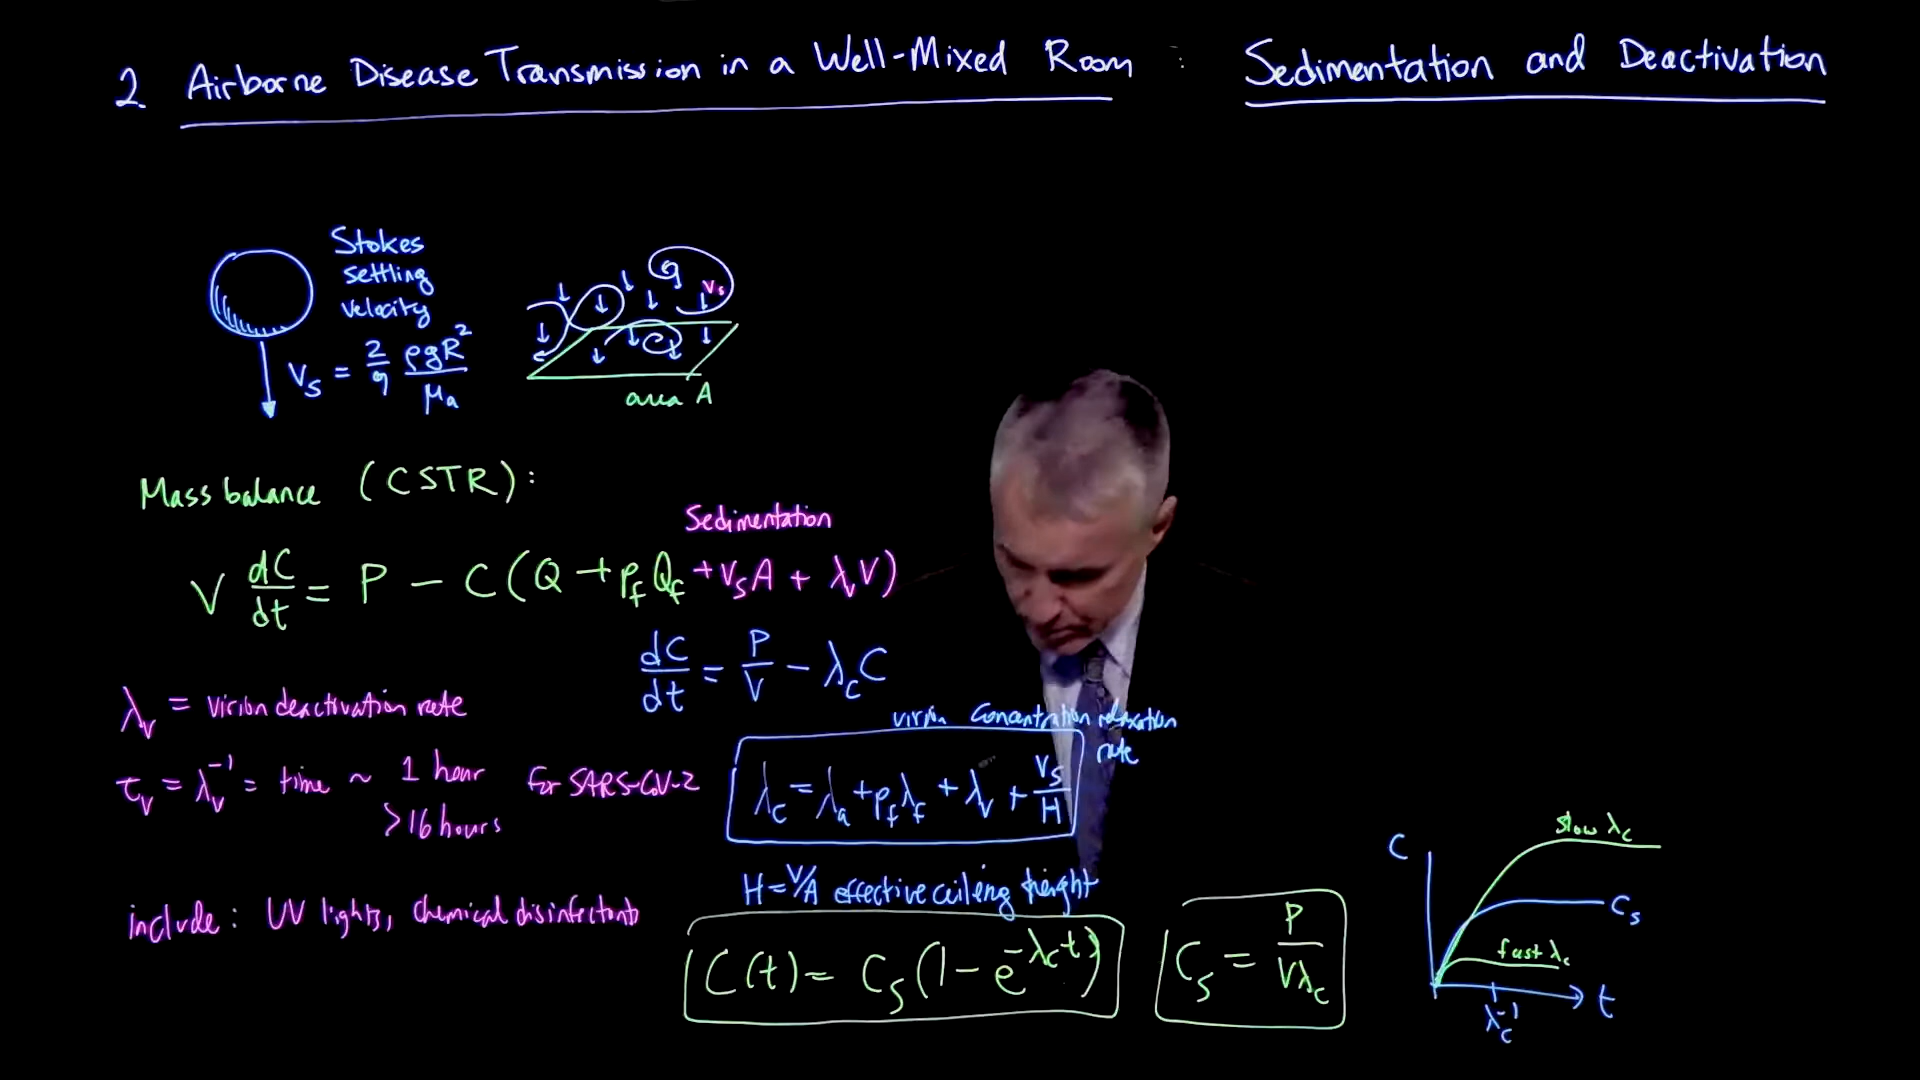 2 Airborne Disease Transmission in a Well-Mixed Room : Sedimentation and Deactivation
Stokes
settling
velocity
v_s = 2/9 ρgR²/μ_a
v_s
area A
Mass balance (CSTR):
Sedimentation
V dC/dt = P − C(Q + p_f Q_f + v_s A + λ_v V)
dC/dt = P/V − λ_c C
λ_v = virion deactivation rate
virion concentration relaxation
rate
τ_v = λ_v⁻¹ = time ~ 1 hour for SARS-CoV-2
>16 hours
λ_c = λ_a + p_f λ_f + λ_v + v_s/H
H = V/A effective ceiling height
include: UV lights, chemical disinfectants
C(t) = C_s(1 − e^(−λ_c t))
C_s = P/(Vλ_c)
C
slow λ_c
C_s
fast λ_c
t
λ_c⁻¹